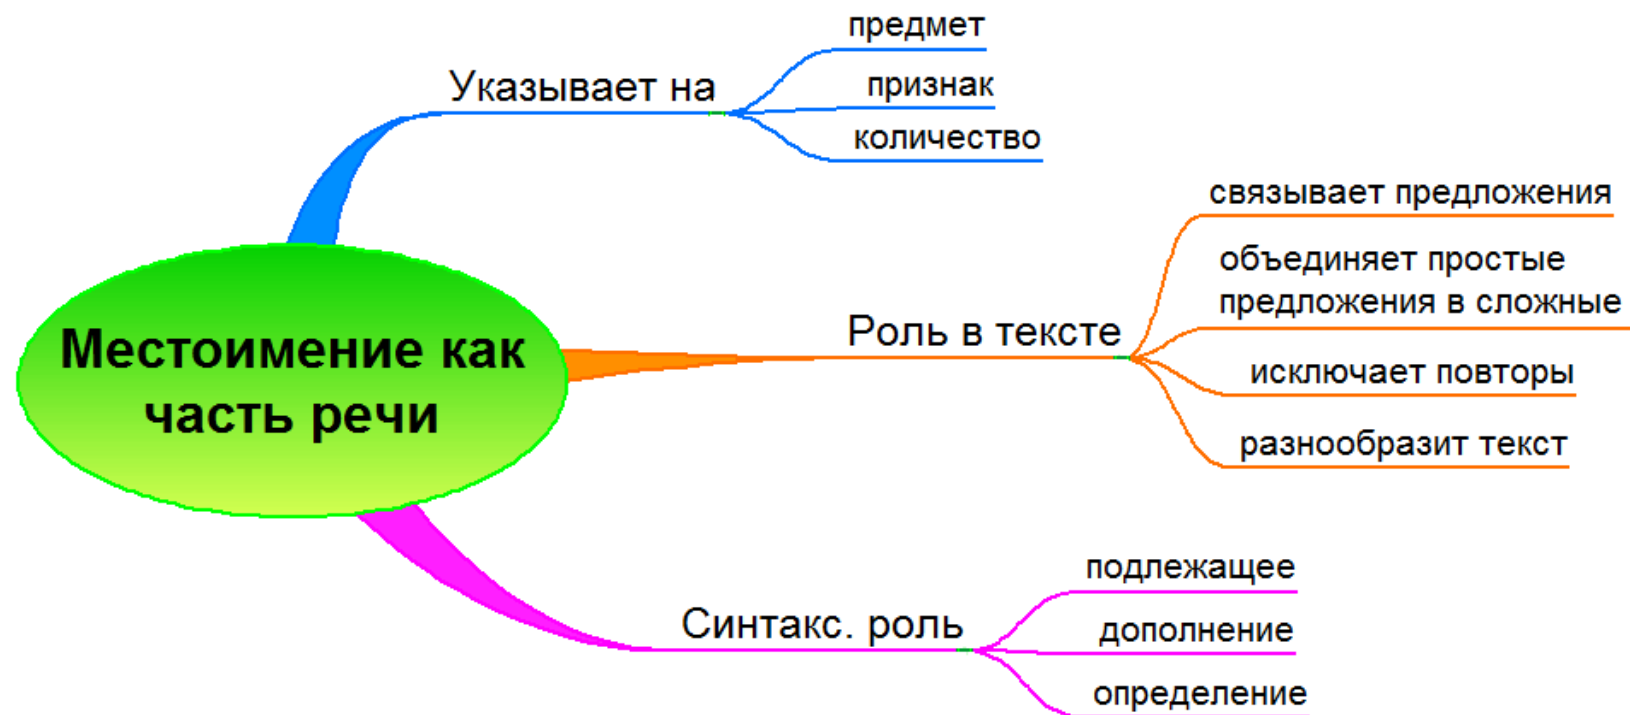 Местоимение как
часть речи
Указывает на
предмет
признак
количество
Роль в тексте
связывает предложения
объединяет простые
предложения в сложные
исключает повторы
разнообразит текст
Синтакс. роль
подлежащее
дополнение
определение